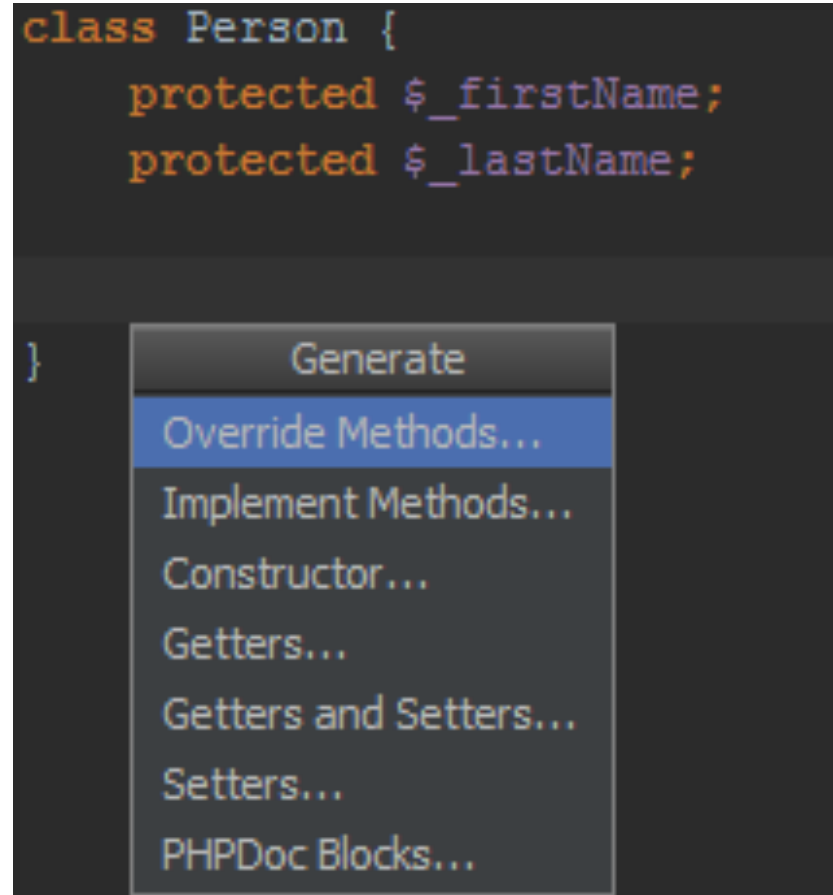 class Person {
protected $_firstName;
protected $_lastName;
}
Generate
Override Methods...
Implement Methods...
Constructor...
Getters...
Getters and Setters...
Setters...
PHPDoc Blocks...